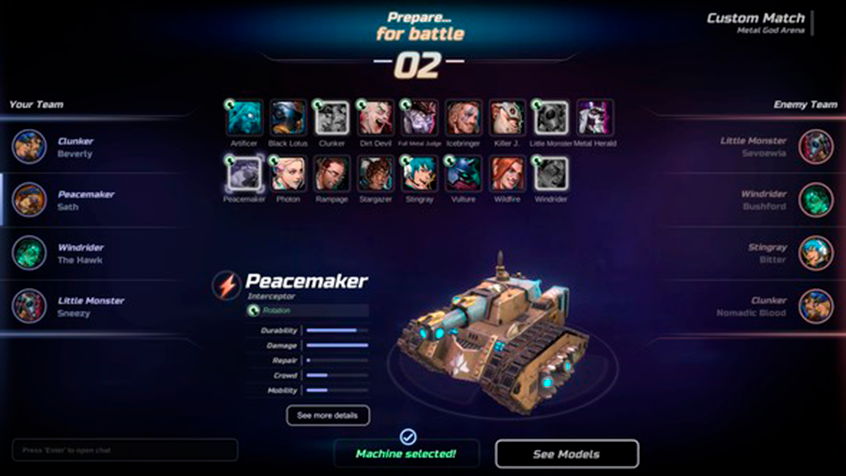 Prepare...
for battle
02
Custom Match
Metal God Arena
Your Team
Enemy Team
Clunker
Beverly
Peacemaker
Sath
Windrider
The Hawk
Little Monster
Sneezy
Artificer Black Lotus Clunker Dirt Devil Full Metal Judge Icebringer Killer J. Little Monster Metal Herald
Peacemaker Photon Rampage Stargazer Stingray Vulture Wildfire Windrider
Little Monster
Sevoewia
Windrider
Bushford
Stingray
Bitter
Clunker
Nomadic Blood
Peacemaker
Interceptor
Rotation
Durability
Damage
Repair
Crowd
Mobility
See more details
Press 'Enter' to open chat
Machine selected!
See Models